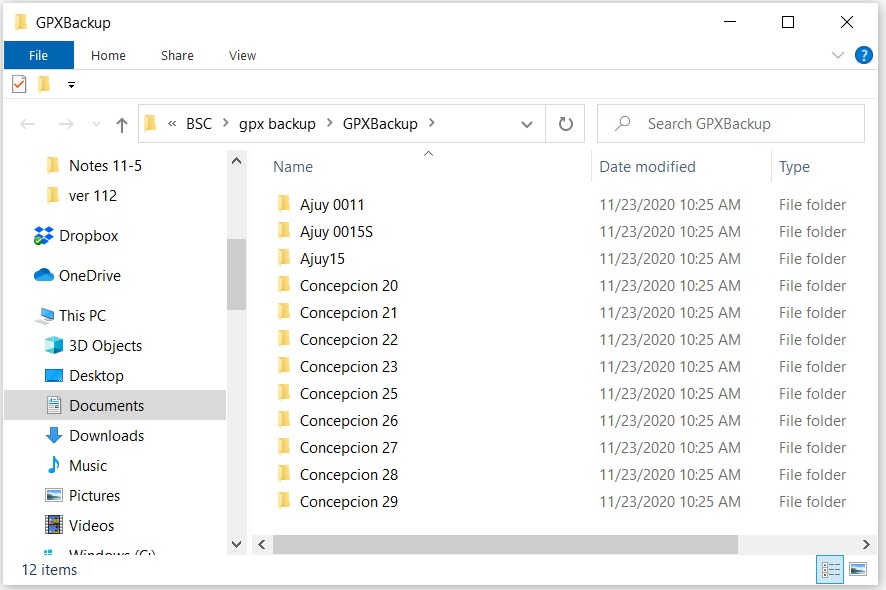 GPXBackup
File Home Share View
« BSC > gpx backup > GPXBackup > Search GPXBackup
Notes 11-5
ver 112
Dropbox
OneDrive
This PC
3D Objects
Desktop
Documents
Downloads
Music
Pictures
Videos
Windows (C:)
Name Date modified Type
Ajuy 0011 11/23/2020 10:25 AM File folder
Ajuy 0015S 11/23/2020 10:25 AM File folder
Ajuy15 11/23/2020 10:25 AM File folder
Concepcion 20 11/23/2020 10:25 AM File folder
Concepcion 21 11/23/2020 10:25 AM File folder
Concepcion 22 11/23/2020 10:25 AM File folder
Concepcion 23 11/23/2020 10:25 AM File folder
Concepcion 25 11/23/2020 10:25 AM File folder
Concepcion 26 11/23/2020 10:25 AM File folder
Concepcion 27 11/23/2020 10:25 AM File folder
Concepcion 28 11/23/2020 10:25 AM File folder
Concepcion 29 11/23/2020 10:25 AM File folder
12 items